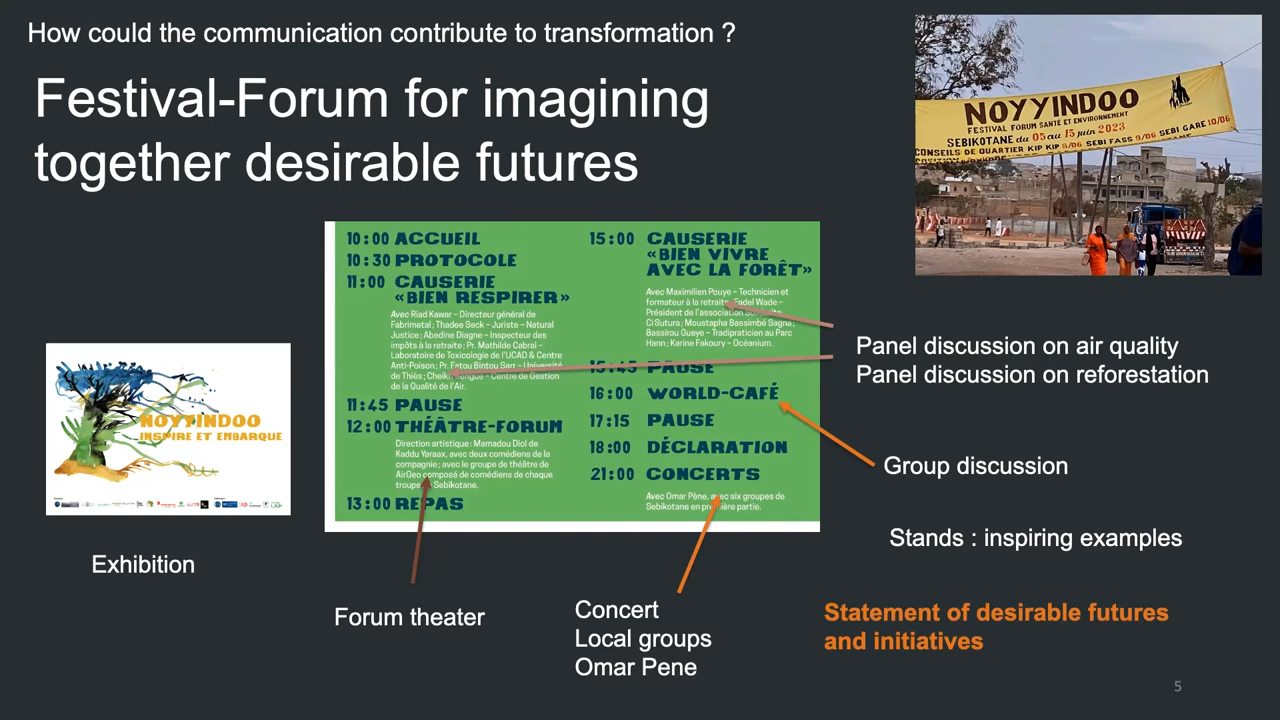 How could the communication contribute to transformation ?
Festival-Forum for imagining
together desirable futures
NOYYINDOO
FESTIVAL FORUM SANTÉ ET ENVIRONNEMENT
SEBIKOTANE du 05 au 15 juin 2023
CONSEILS DE QUARTIER KIP KIP 8/06 SEBI FASS 9/06 SEBI GARE 10/06
10:00 ACCUEIL
10:30 PROTOCOLE
11:00 CAUSERIE
«BIEN RESPIRER»
Avec Riad Kawar – Directeur général de
Fabrimetal ; Thadee Seck – Juriste – Natural
Justice ; Abedine Diagne – Inspecteur des
impôts à la retraite ; Pr. Mathilde Cabral –
Laboratoire de Toxicologie de l'UCAD & Centre
Anti-Poison ; Pr. Fatou Bintou Sarr – Université
de Thiès ; Cheikh – Centre de Gestion
de la Qualité de l'Air.
11:45 PAUSE
12:00 THÉÂTRE-FORUM
Direction artistique : Mamadou Diol de
Kaddu Yaraax, avec deux comédiens de la
compagnie ; avec le groupe de théâtre de
AirGeo composé de comédiens de chaque
troupe Sebikotane.
13:00 REPAS
15:00 CAUSERIE
«BIEN VIVRE
AVEC LA FORÊT»
Avec Maximilien Pouye – Technicien et
formateur à la retraite ; Fadel Wade –
Président de l'association
CiSutura ; Moustapha Bassimbé Sagna ;
Bassirou Gueye – Tradipraticien au Parc
Hann ; Karine Fakoury – Océanium.
15:45 PAUSE
16:00 WORLD-CAFÉ
17:15 PAUSE
18:00 DÉCLARATION
21:00 CONCERTS
Avec Omar Pène, avec six groupes de
Sebikotane en première partie.
Panel discussion on air quality
Panel discussion on reforestation
NOYYINDOO
INSPIRE ET EMBARQUE
Group discussion
Stands : inspiring examples
Exhibition
Forum theater
Concert
Local groups
Omar Pene
Statement of desirable futures
and initiatives
5